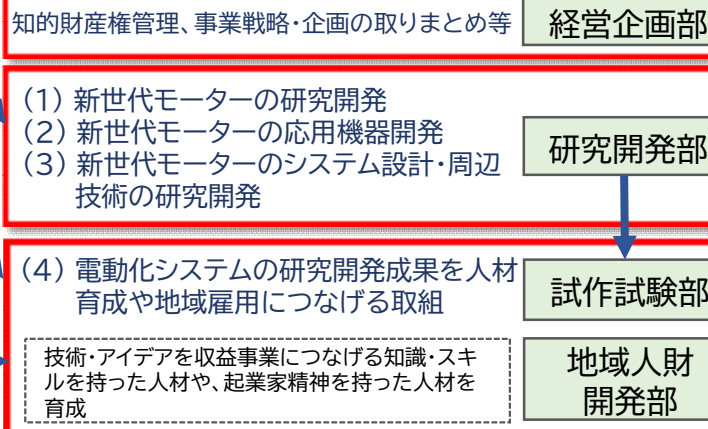 知的財産権管理、事業戦略・企画の取りまとめ等
経営企画部
(1) 新世代モーターの研究開発
(2) 新世代モーターの応用機器開発
(3) 新世代モーターのシステム設計・周辺
技術の研究開発
研究開発部
(4) 電動化システムの研究開発成果を人材
育成や地域雇用につなげる取組
試作試験部
技術・アイデアを収益事業につなげる知識・スキ
ルを持った人材や、起業家精神を持った人材を
育成
地域人財
開発部